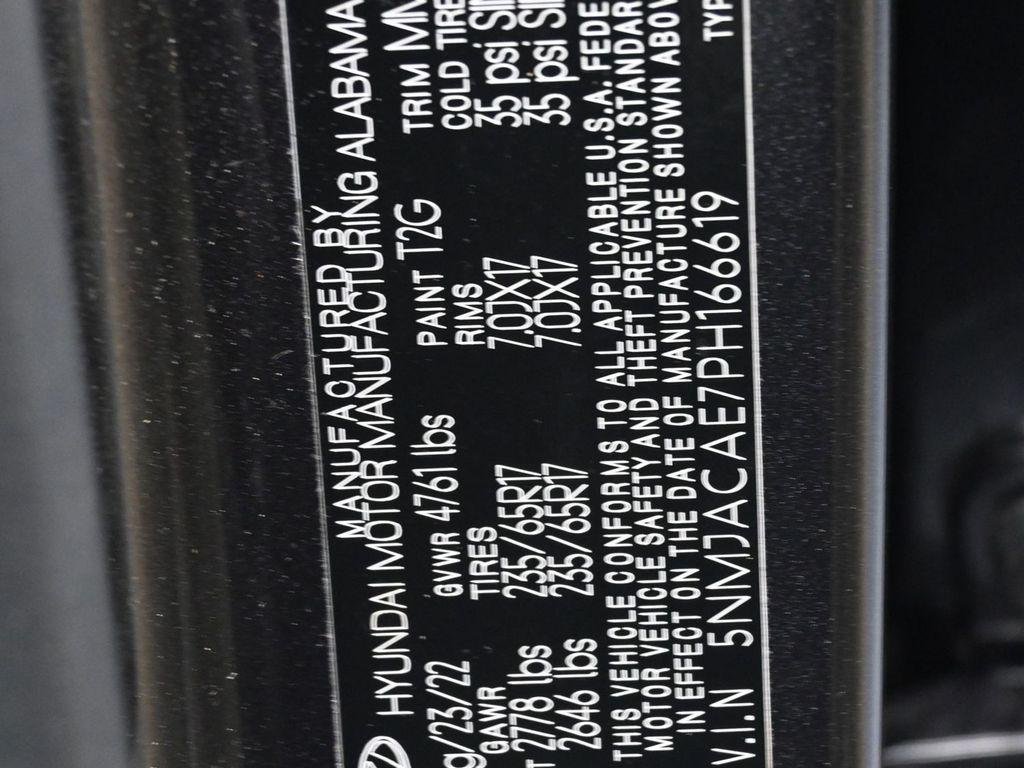 MANUFACTURED BY
HYUNDAI MOTOR MANUFACTURING ALABAMA
/23/22 GVWR 4761 lbs PAINT T2G TRIM
GAWR TIRES RIMS COLD TIRE
2778 lbs 235/65R17 7.0JX17 35 psi
2646 lbs 235/65R17 7.0JX17 35 psi
THIS VEHICLE CONFORMS TO ALL APPLICABLE U.S.A. FEDE
MOTOR VEHICLE SAFETY AND THEFT PREVENTION STANDAR
IN EFFECT ON THE DATE OF MANUFACTURE SHOWN ABOV
V.I.N 5NMJACAE7PH166619 TYP